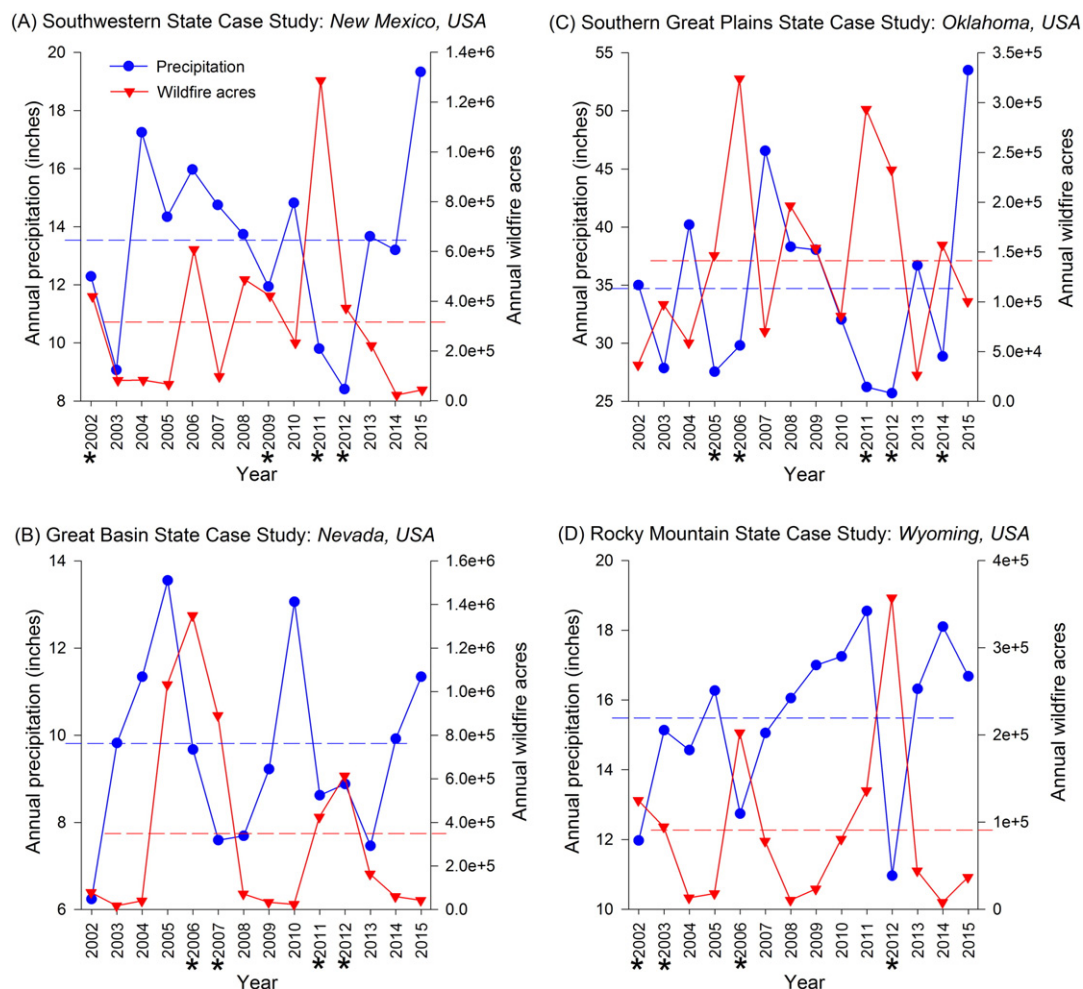 (A) Southwestern State Case Study: New Mexico, USA
20
18
16
14
12
10
8
Annual precipitation (inches)
Precipitation
Wildfire acres
1.4e+6
1.2e+6
1.0e+6
8.0e+5
6.0e+5
4.0e+5
2.0e+5
0.0
Annual wildfire acres
*2002 2003 2004 2005 2006 2007 2008 *2009 2010 *2011 *2012 2013 2014 2015
Year
(C) Southern Great Plains State Case Study: Oklahoma, USA
55
50
45
40
35
30
25
Annual precipitation (inches)
3.5e+5
3.0e+5
2.5e+5
2.0e+5
1.5e+5
1.0e+5
5.0e+4
0.0
Annual wildfire acres
2002 2003 2004 *2005 *2006 2007 2008 2009 2010 *2011 *2012 2013 *2014 2015
Year
(B) Great Basin State Case Study: Nevada, USA
14
12
10
8
6
Annual precipitation (inches)
1.6e+6
1.4e+6
1.2e+6
1.0e+6
8.0e+5
6.0e+5
4.0e+5
2.0e+5
0.0
Annual wildfire acres
2002 2003 2004 2005 *2006 *2007 2008 2009 2010 *2011 *2012 2013 2014 2015
Year
(D) Rocky Mountain State Case Study: Wyoming, USA
20
18
16
14
12
10
Annual precipitation (inches)
4e+5
3e+5
2e+5
1e+5
0.0
Annual wildfire acres
*2002 *2003 2004 2005 *2006 2007 2008 2009 2010 2011 *2012 2013 2014 2015
Year